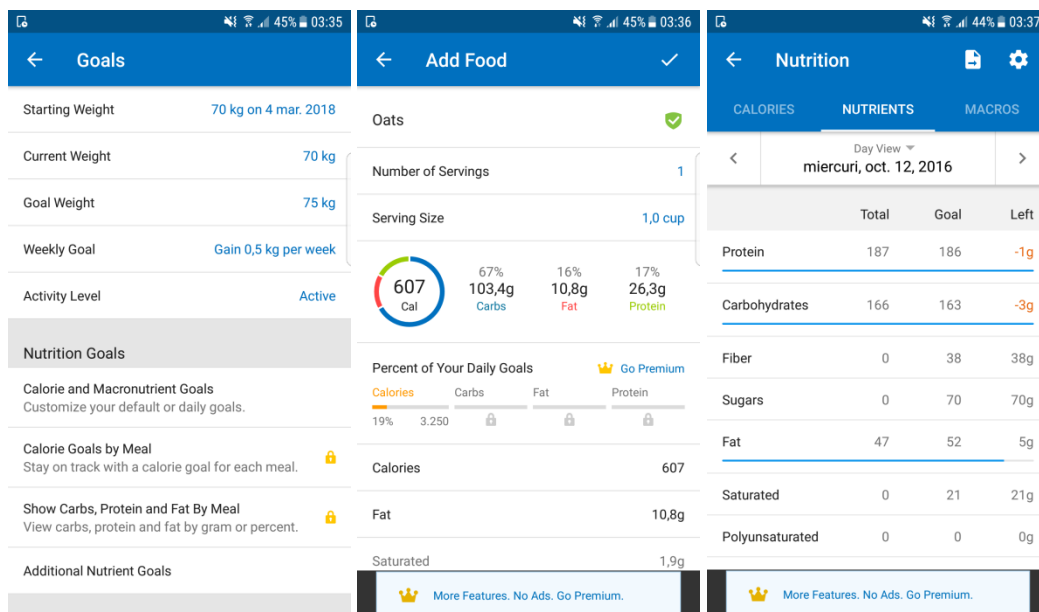 45% 03:35
Goals
Starting Weight 70 kg on 4 mar. 2018
Current Weight 70 kg
Goal Weight 75 kg
Weekly Goal Gain 0,5 kg per week
Activity Level Active
Nutrition Goals
Calorie and Macronutrient Goals
Customize your default or daily goals.
Calorie Goals by Meal
Stay on track with a calorie goal for each meal.
Show Carbs, Protein and Fat By Meal
View carbs, protein and fat by gram or percent.
Additional Nutrient Goals
45% 03:36
Add Food
Oats
Number of Servings 1
Serving Size 1,0 cup
67% 16% 17%
607 103,4g 10,8g 26,3g
Cal Carbs Fat Protein
Percent of Your Daily Goals Go Premium
Calories Carbs Fat Protein
19% 3.250
Calories 607
Fat 10,8g
Saturated 1,9g
More Features. No Ads. Go Premium.
44% 03:37
Nutrition
CALORIES NUTRIENTS MACROS
Day View
miercuri, oct. 12, 2016
Total Goal Left
Protein 187 186 -1g
Carbohydrates 166 163 -3g
Fiber 0 38 38g
Sugars 0 70 70g
Fat 47 52 5g
Saturated 0 21 21g
Polyunsaturated 0 0 0g
More Features. No Ads. Go Premium.